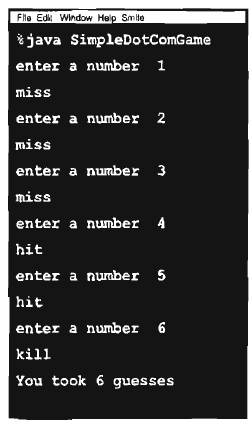 File Edit Window Help Smile
%java SimpleDotComGame
enter a number 1
miss
enter a number 2
miss
enter a number 3
miss
enter a number 4
hit
enter a number 5
hit
enter a number 6
kill
You took 6 guesses